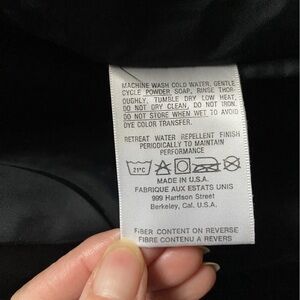 MACHINE WASH COLD WATER, GENTLE
CYCLE POWDER SOAP. RINSE THOR-
OUGHLY. TUMBLE DRY LOW HEAT.
DO NOT DRY CLEAN. DO NOT IRON.
DO NOT STORE WHEN WET TO AVOID
DYE COLOR TRANSFER.
RETREAT WATER REPELLENT FINISH
PERIODICALLY TO MAINTAIN
PERFORMANCE
21°C
MADE IN U.S.A.
FABRIQUE AUX ESTATS UNIS
999 Harrison Street
Berkeley, Cal. U.S.A.
FIBER CONTENT ON REVERSE
FIBRE CONTENU A REVERS